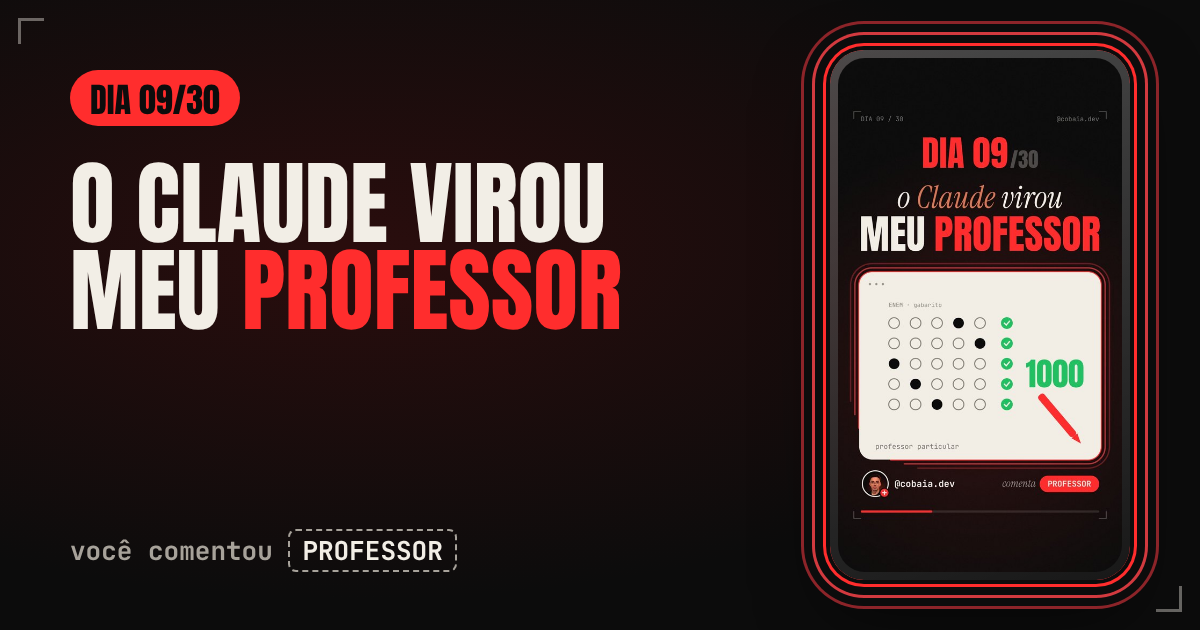 DIA 09/30
O CLAUDE VIROU
MEU PROFESSOR
você comentou PROFESSOR
DIA 09 / 30
@cobaia.dev
DIA 09/30
o Claude virou
MEU PROFESSOR
ENEM · gabarito
1000
professor particular
@cobaia.dev
comenta PROFESSOR